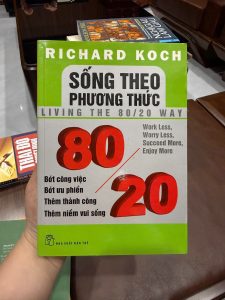 RICHARD KOCH
SỐNG THEO
PHƯƠNG THỨC
LIVING THE 80/20 WAY
Work Less,
Worry Less,
Succeed More,
Enjoy More
80/20
Bớt công việc
Bớt ưu phiền
Thêm thành công
Thêm niềm vui sống
NHÀ XUẤT BẢN TRẺ
THÁI ĐỘ